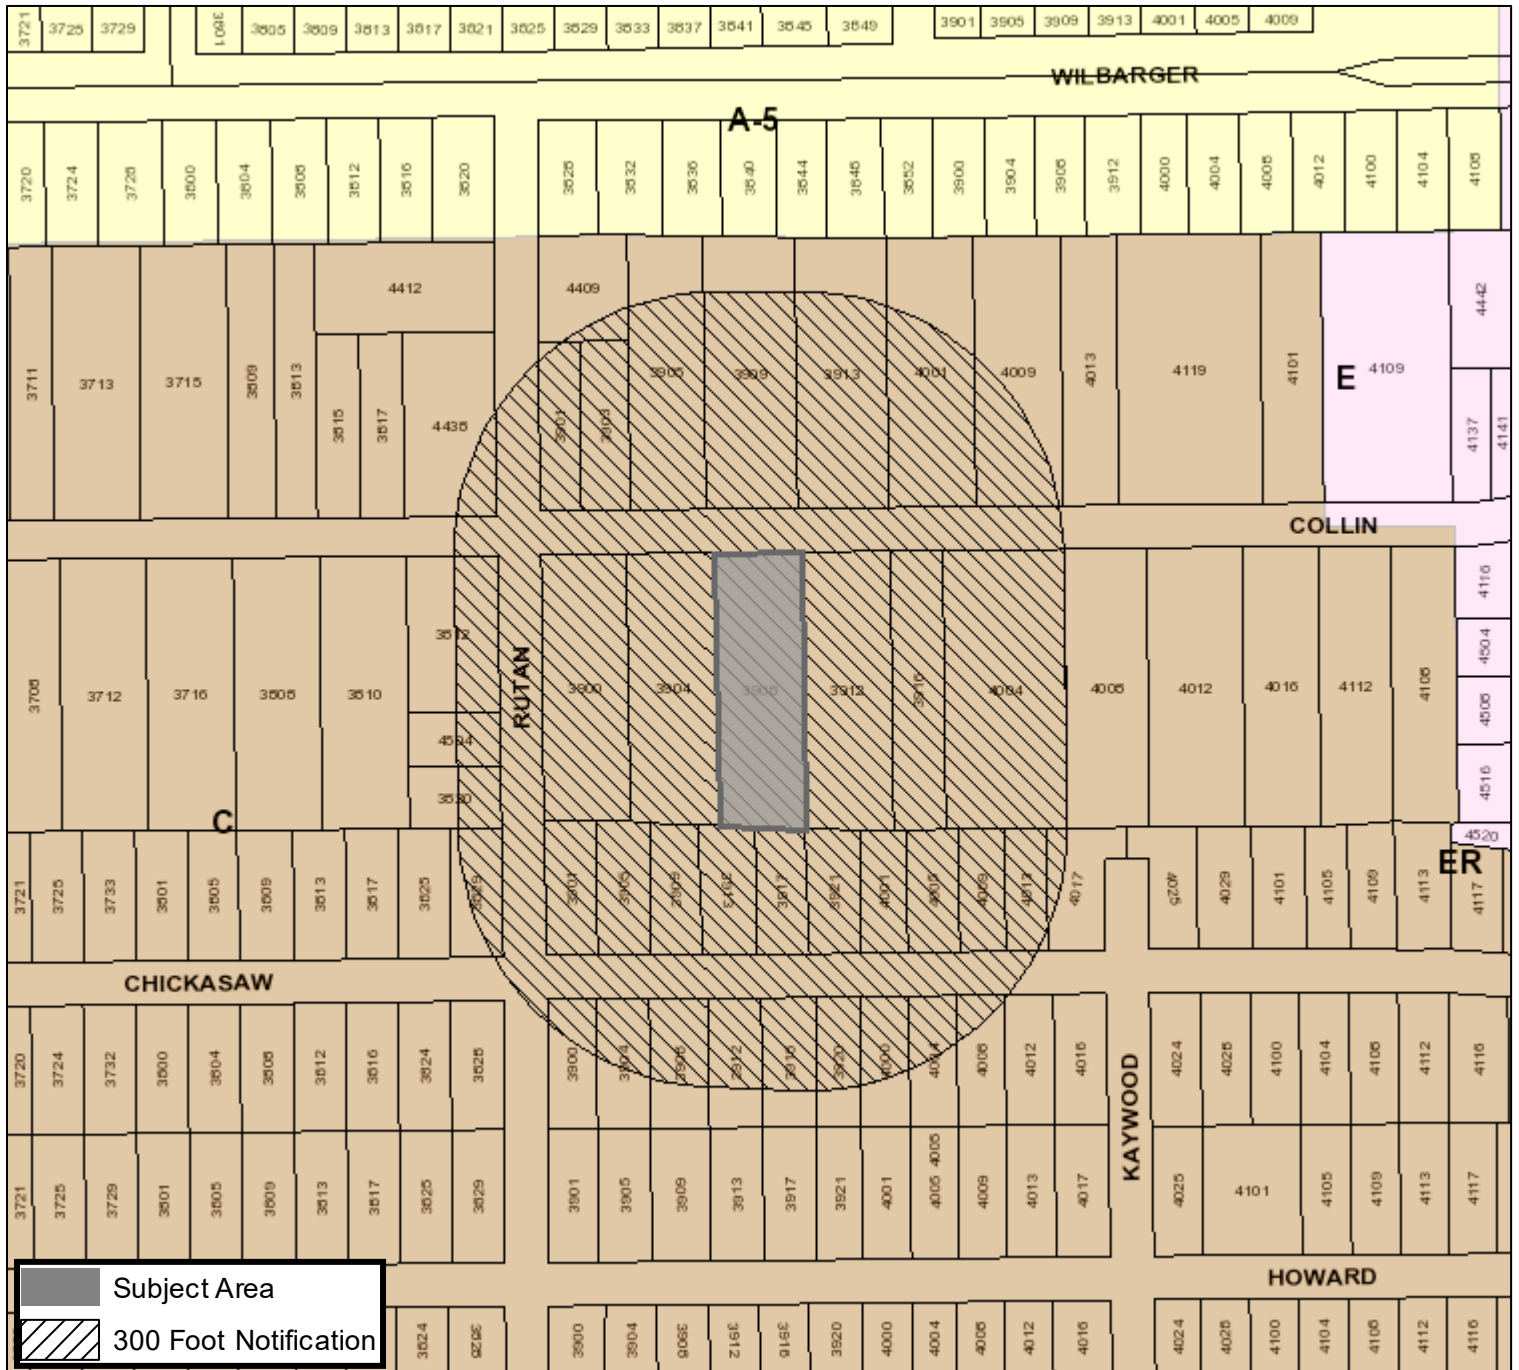 3721 3725 3729 3801 3805 3809 3813 3817 3821 3825 3829 3833 3837 3841 3845 3849 3901 3905 3909 3913 4001 4005 4009
WILBARGER
A-5
3720 3724 3728 3800 3804 3808 3812 3816 3820 3828 3832 3836 3840 3844 3848 3852 3900 3904 3908 3912 4000 4004 4008 4012 4100 4104 4108
4412 4409 4442
3711 3713 3715 3809 3813 3815 3817 4438 3901 3903 3905 3909 3913 4001 4009 4013 4119 4101 E 4109 4137 4141
COLLIN
4116
3812 4504
3708 3712 3716 3808 3810 RUTAN 3900 3904 3908 3912 3916 4004 4008 4012 4016 4112 4108 4508
4504
3820 4516
C
4520
ER
3721 3725 3733 3801 3805 3809 3813 3817 3825 3829 3901 3905 3909 3913 3917 3921 4001 4005 4009 4013 4017 4025 4029 4101 4105 4109 4113 4117
CHICKASAW
3720 3724 3732 3800 3804 3808 3812 3816 3824 3828 3900 3904 3908 3912 3916 3920 4000 4004 4008 4012 4016 4024 4028 4100 4104 4108 4112 4116
KAYWOOD
4005
3721 3725 3729 3801 3805 3809 3813 3817 3825 3829 3901 3905 3909 3913 3917 3921 4001 4005 4009 4013 4017 4025 4101 4105 4109 4113 4117
HOWARD
Subject Area
300 Foot Notification
3824 3828 3900 3904 3908 3912 3916 3920 4000 4004 4008 4012 4016 4024 4028 4100 4104 4108 4112 4116